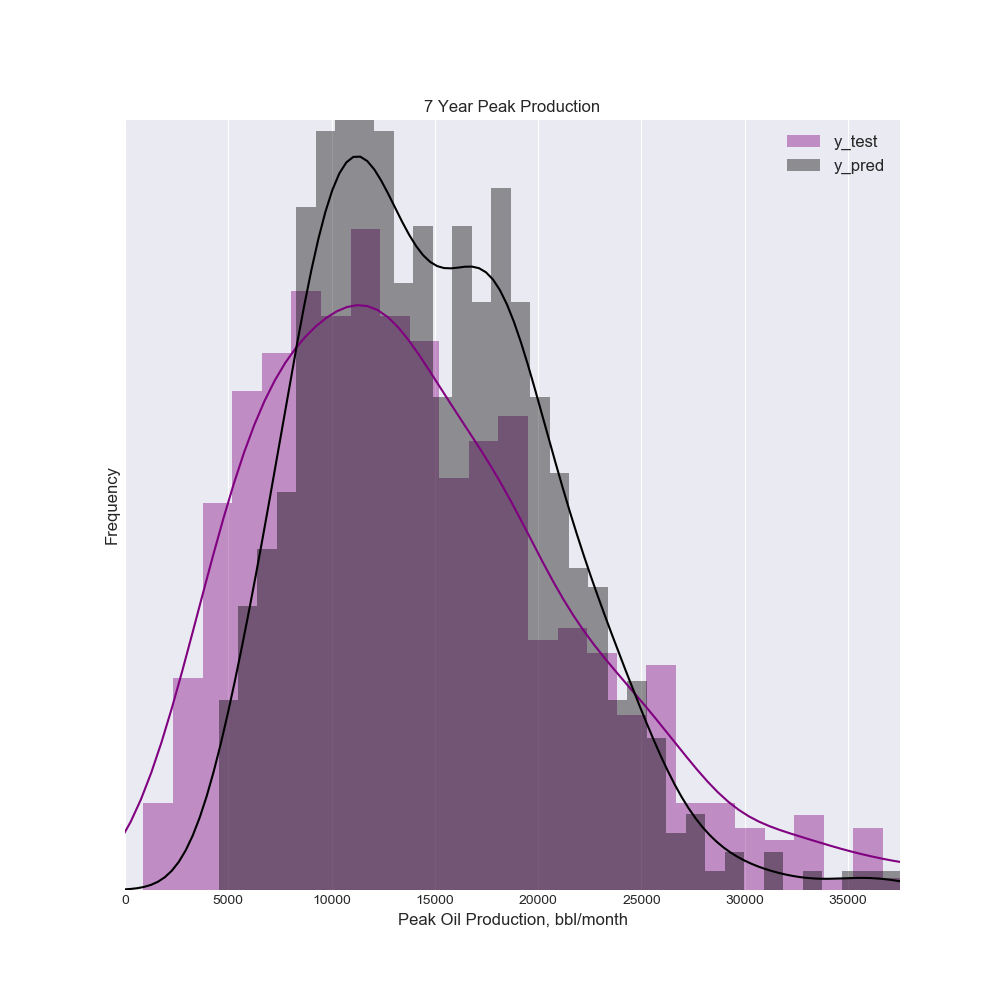 7 Year Peak Production
y_test
y_pred
Frequency
0 5000 10000 15000 20000 25000 30000 35000
Peak Oil Production, bbl/month